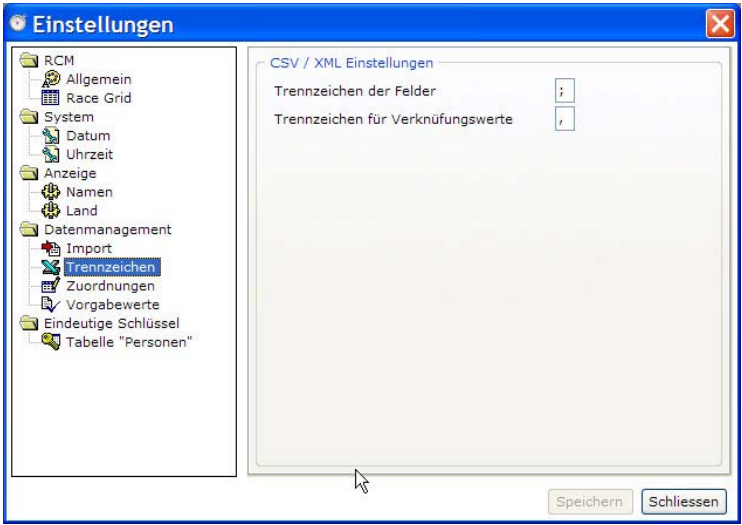 Einstellungen
RCM
Allgemein
Race Grid
System
Datum
Uhrzeit
Anzeige
Namen
Land
Datenmanagement
Import
Trennzeichen
Zuordnungen
Vorgabewerte
Eindeutige Schlüssel
Tabelle "Personen"
CSV / XML Einstellungen
Trennzeichen der Felder ;
Trennzeichen für Verknüfungswerte ,
Speichern Schliessen